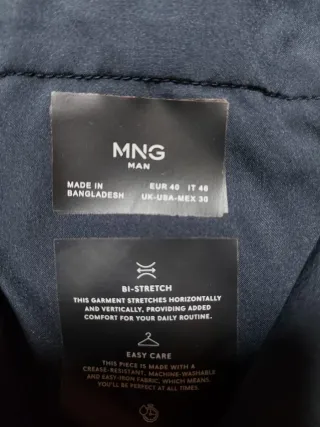 MNG
MAN
MADE IN
BANGLADESH
EUR 40 IT 46
UK-USA-MEX 30
BI-STRETCH
THIS GARMENT STRETCHES HORIZONTALLY
AND VERTICALLY, PROVIDING ADDED
COMFORT FOR YOUR DAILY ROUTINE.
EASY CARE
THIS PIECE IS MADE WITH A
CREASE-RESISTANT, MACHINE-WASHABLE
AND EASY-IRON FABRIC, WHICH MEANS
YOU'LL BE PERFECT AT ALL TIMES.